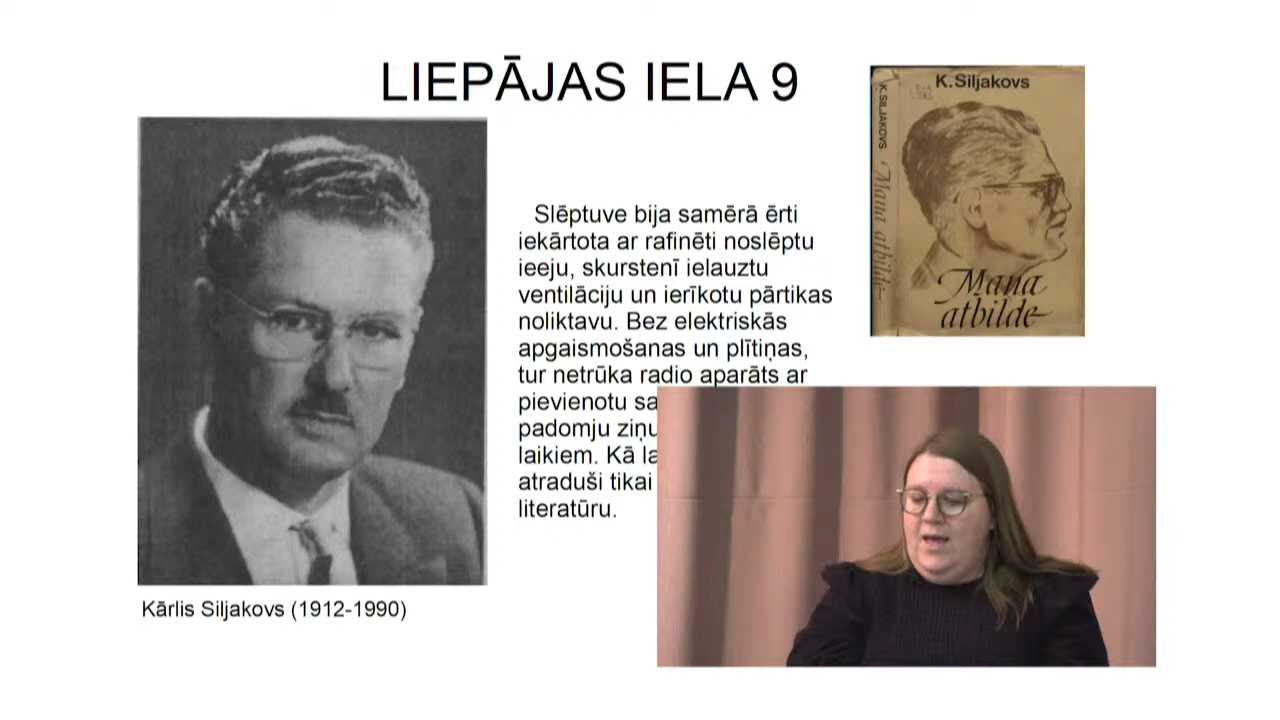 LIEPĀJAS IELA 9
Slēptuve bija samērā ērti
iekārtota ar rafinēti noslēptu
ieeju, skurstenī ielauztu
ventilāciju un ierīkotu pārtikas
noliktavu. Bez elektriskās
apgaismošanas un plītiņas,
tur netrūka radio aparāts ar
pievienotu
padomju ziņu
laikiem. Kā
atraduši tikai
literatūru.
Kārlis Siljakovs (1912-1990)
K.Siljakovs
Mana
atbilde
K. SILJAKOVS Mana atbilde